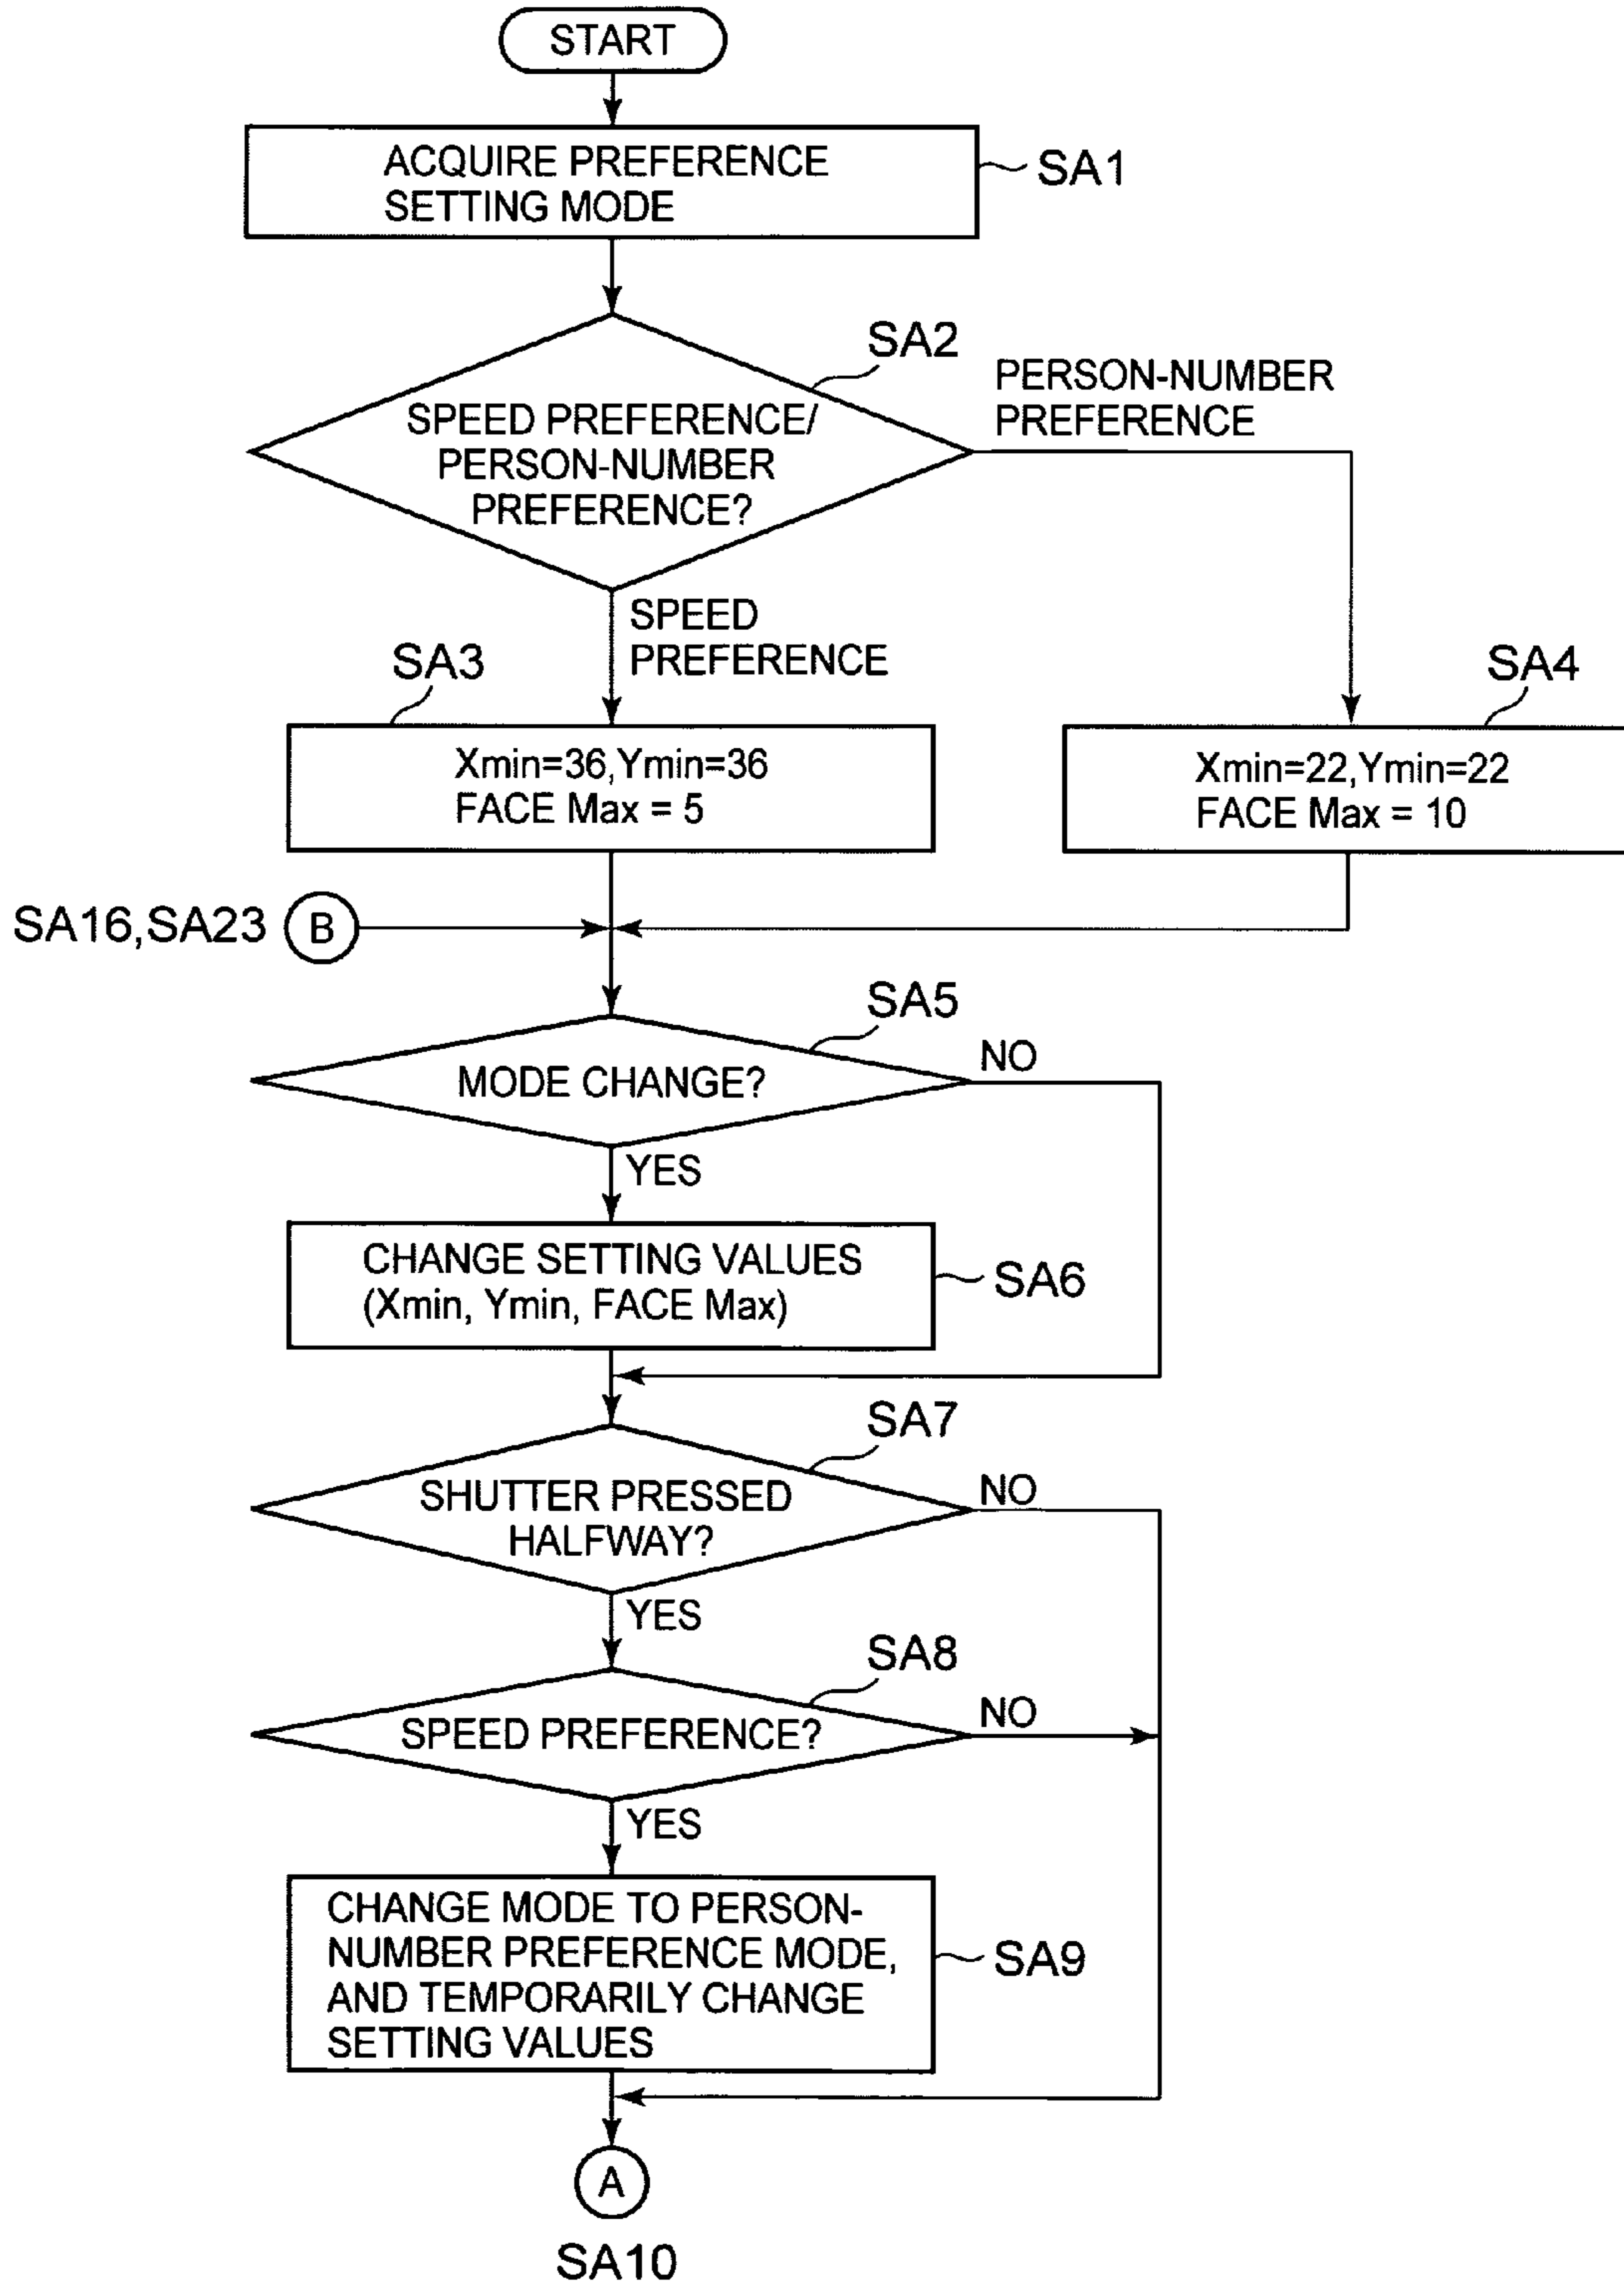 START
ACQUIRE PREFERENCE
SETTING MODE
SA1
SA2
SPEED PREFERENCE/
PERSON-NUMBER
PREFERENCE?
PERSON-NUMBER
PREFERENCE
SPEED
PREFERENCE
SA3
Xmin=36,Ymin=36
FACE Max = 5
SA4
Xmin=22,Ymin=22
FACE Max = 10
SA16,SA23
B
SA5
MODE CHANGE?
NO
YES
CHANGE SETTING VALUES
(Xmin, Ymin, FACE Max)
SA6
SA7
SHUTTER PRESSED
HALFWAY?
NO
YES
SA8
SPEED PREFERENCE?
NO
YES
CHANGE MODE TO PERSON-
NUMBER PREFERENCE MODE,
AND TEMPORARILY CHANGE
SETTING VALUES
SA9
A
SA10